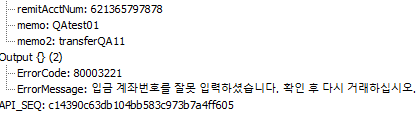 remitAcctNum: 621365797878
memo: QAtest01
memo2: transferQA11
Output {} (2)
ErrorCode: 80003221
ErrorMessage: 입금 계좌번호를 잘못 입력하셨습니다. 확인 후 다시 거래하십시오.
API_SEQ: c14390c63db104bb583c973b7a4ff605